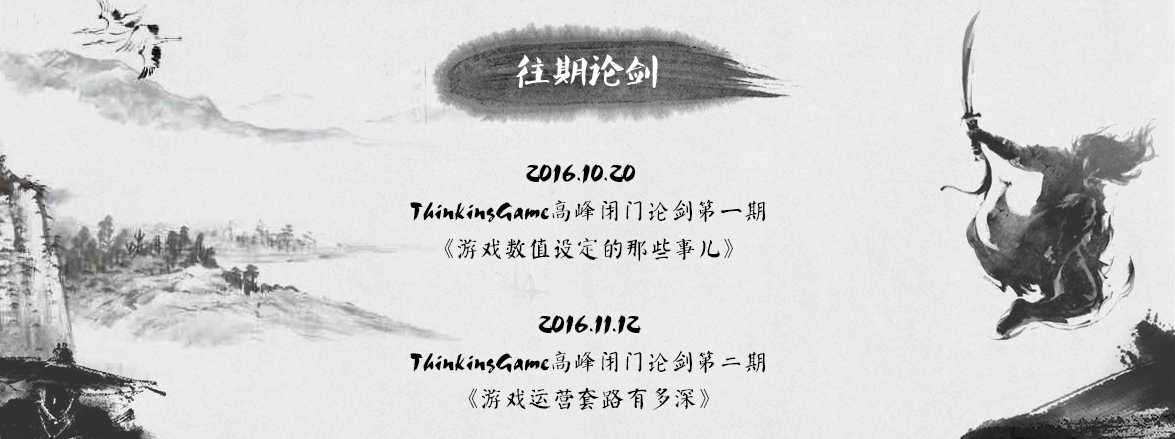 往期论剑
2016.10.20
ThinkingGame高峰闭门论剑第一期
《游戏数值设定的那些事儿》
2016.11.12
ThinkingGame高峰闭门论剑第二期
《游戏运营套路有多深》